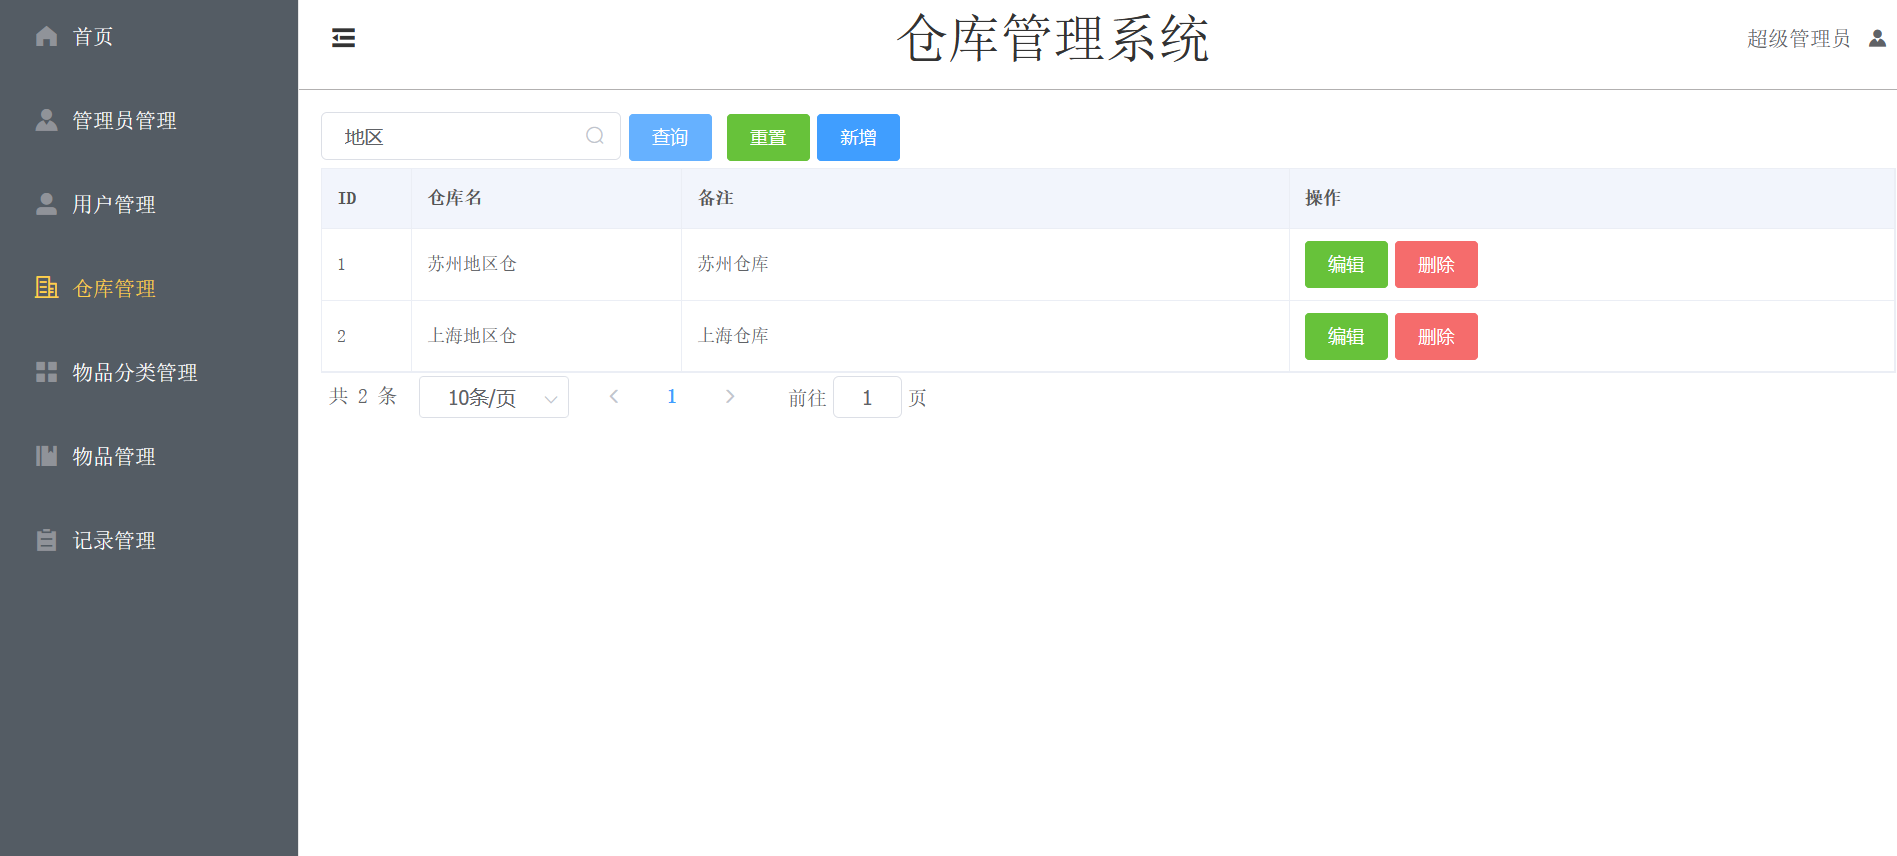 首页
管理员管理
用户管理
仓库管理
物品分类管理
物品管理
记录管理
仓库管理系统
超级管理员
地区 查询 重置 新增
ID 仓库名 备注 操作
1 苏州地区仓 苏州仓库 编辑 删除
2 上海地区仓 上海仓库 编辑 删除
共 2 条 10条/页 1 前往 1 页